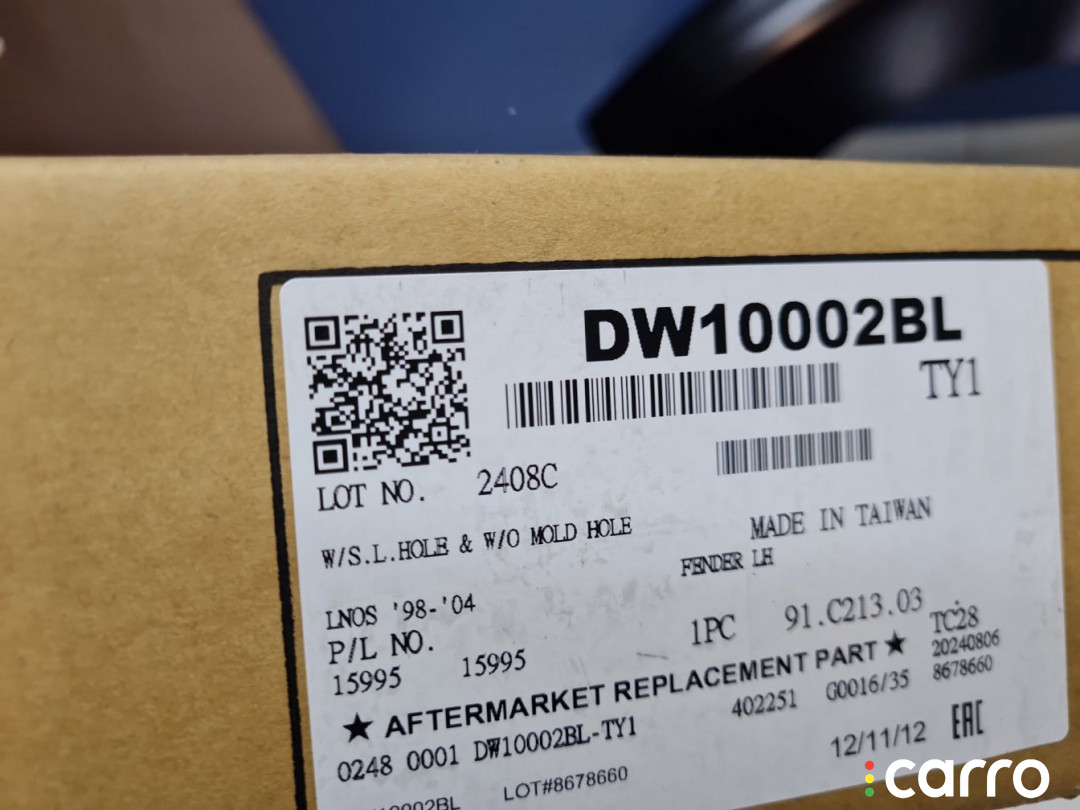 DW10002BL
TY1
LOT NO. 2408C
W/S.L.HOLE & W/O MOLD HOLE
MADE IN TAIWAN
FENDER LH
LNOS '98-'04
P/L NO.
1PC 91.C213.03 TC28
15995 15995
20240806
★ AFTERMARKET REPLACEMENT PART ★
402251 G0016/35 8678660
0248 0001 DW10002BL-TY1
12/11/12 EAC
LOT#8678660
carro